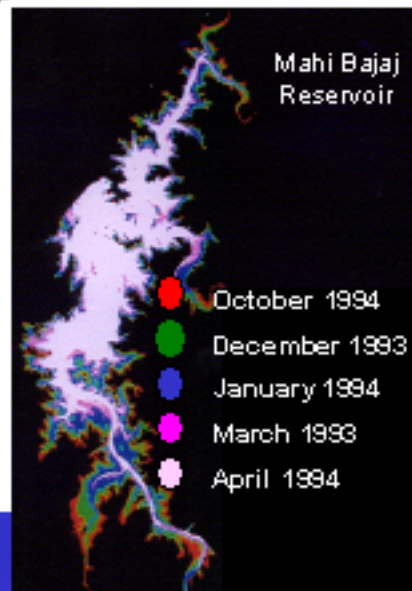 Mahi Bajaj
Reservoir
October 1994
December 1993
January 1994
March 1993
April 1994